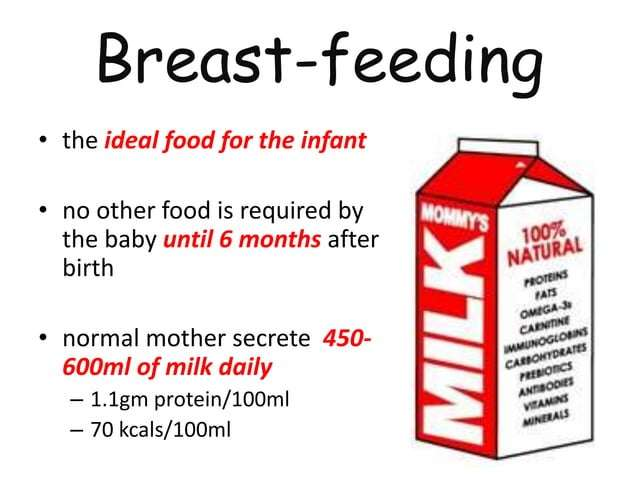 Breast-feeding
• the ideal food for the infant
• no other food is required by
the baby until 6 months after
birth
• normal mother secrete 450-
600ml of milk daily
– 1.1gm protein/100ml
– 70 kcals/100ml
MOMMY'S
MILK
100%
NATURAL
PROTEINS
FATS
OMEGA-3s
CARNITINE
IMMUNOGLOBINS
CARBOHYDRATES
PREBIOTICS
ANTIBODIES
VITAMINS
MINERALS